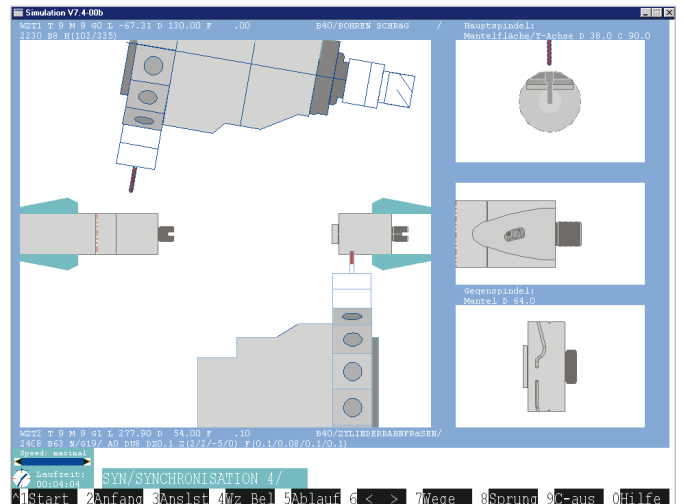 Simulation V7.4-00b
WZT1 T 9 M 9 G0 L -67.31 D 130.00 F .00 B40/BOHREN SCHRäG /
2230 B8 H(102/335)
Hauptspindel:
Mantelfläche/Y-Achse D 38.0 C 90.0
Gegenspindel:
Mantel D 64.0
WZT2 T 9 M 9 G1 L 277.90 D 54.00 F .10 B40/ZYLINDERBAHNFRäSEN/
24C8 B63 N/G19/ A0 DU8 DX0.1 Z(2/2/-5/0) F(0.1/0.08/0.1/0.1)
Speed: maximal
Laufzeit:
00:04:04
SYN/SYNCHRONISATION 4/
^1Start 2Anfang 3Anslst 4Wz Bel 5Ablauf 6 < > 7Wege 8Sprung 9C-aus 0Hilfe